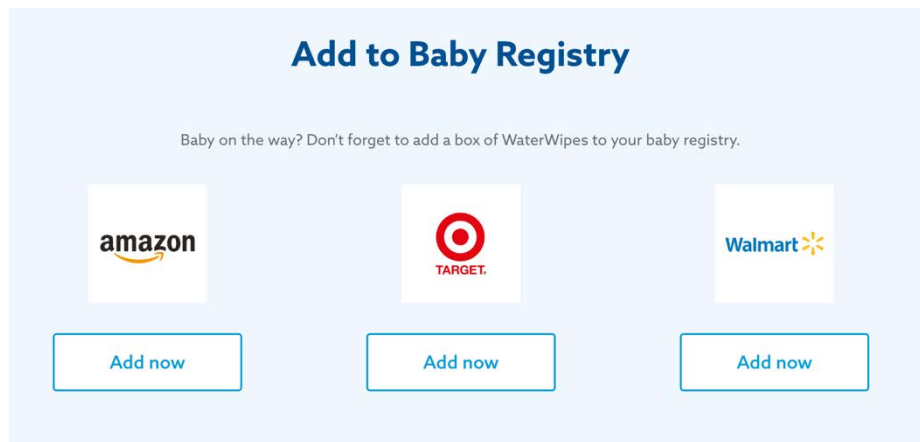 Add to Baby Registry
Baby on the way? Don't forget to add a box of WaterWipes to your baby registry.
amazon
TARGET.
Walmart
Add now
Add now
Add now